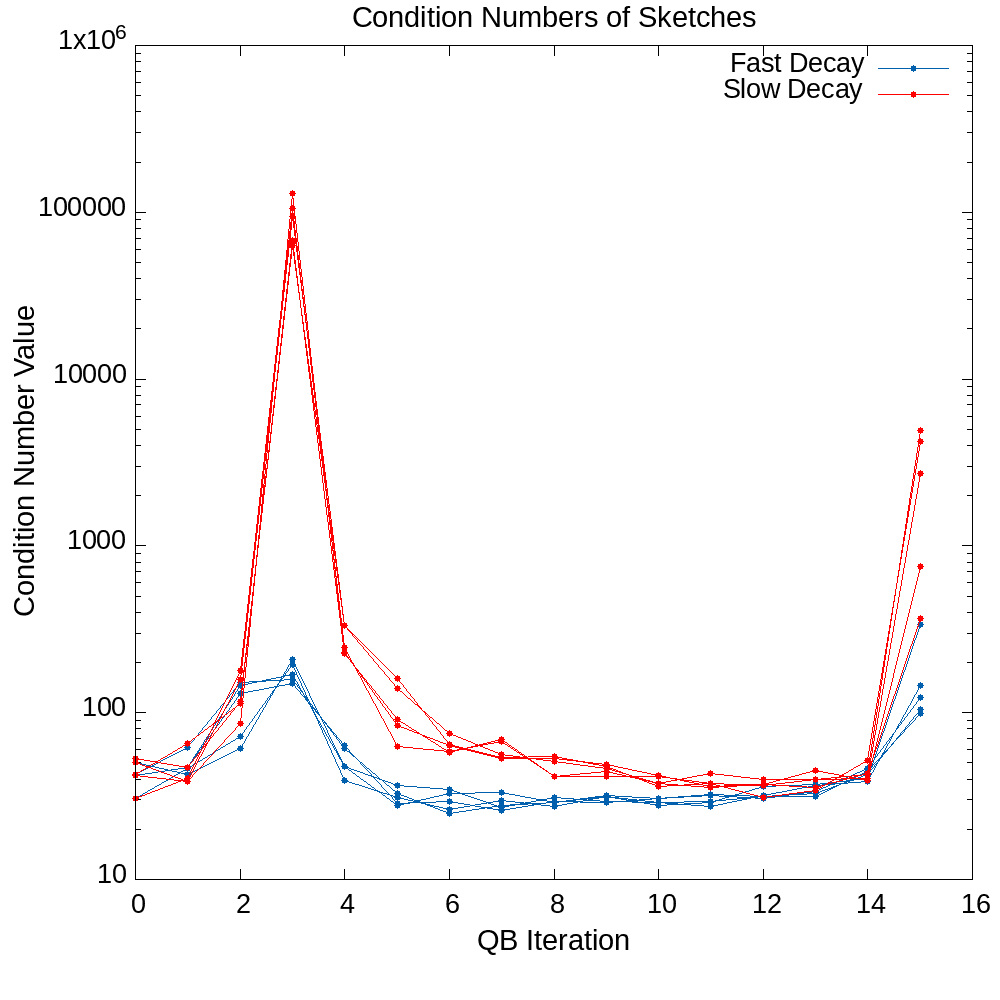 Condition Numbers of Sketches
1x10^6
100000
10000
1000
100
10
Condition Number Value
Fast Decay
Slow Decay
0 2 4 6 8 10 12 14 16
QB Iteration